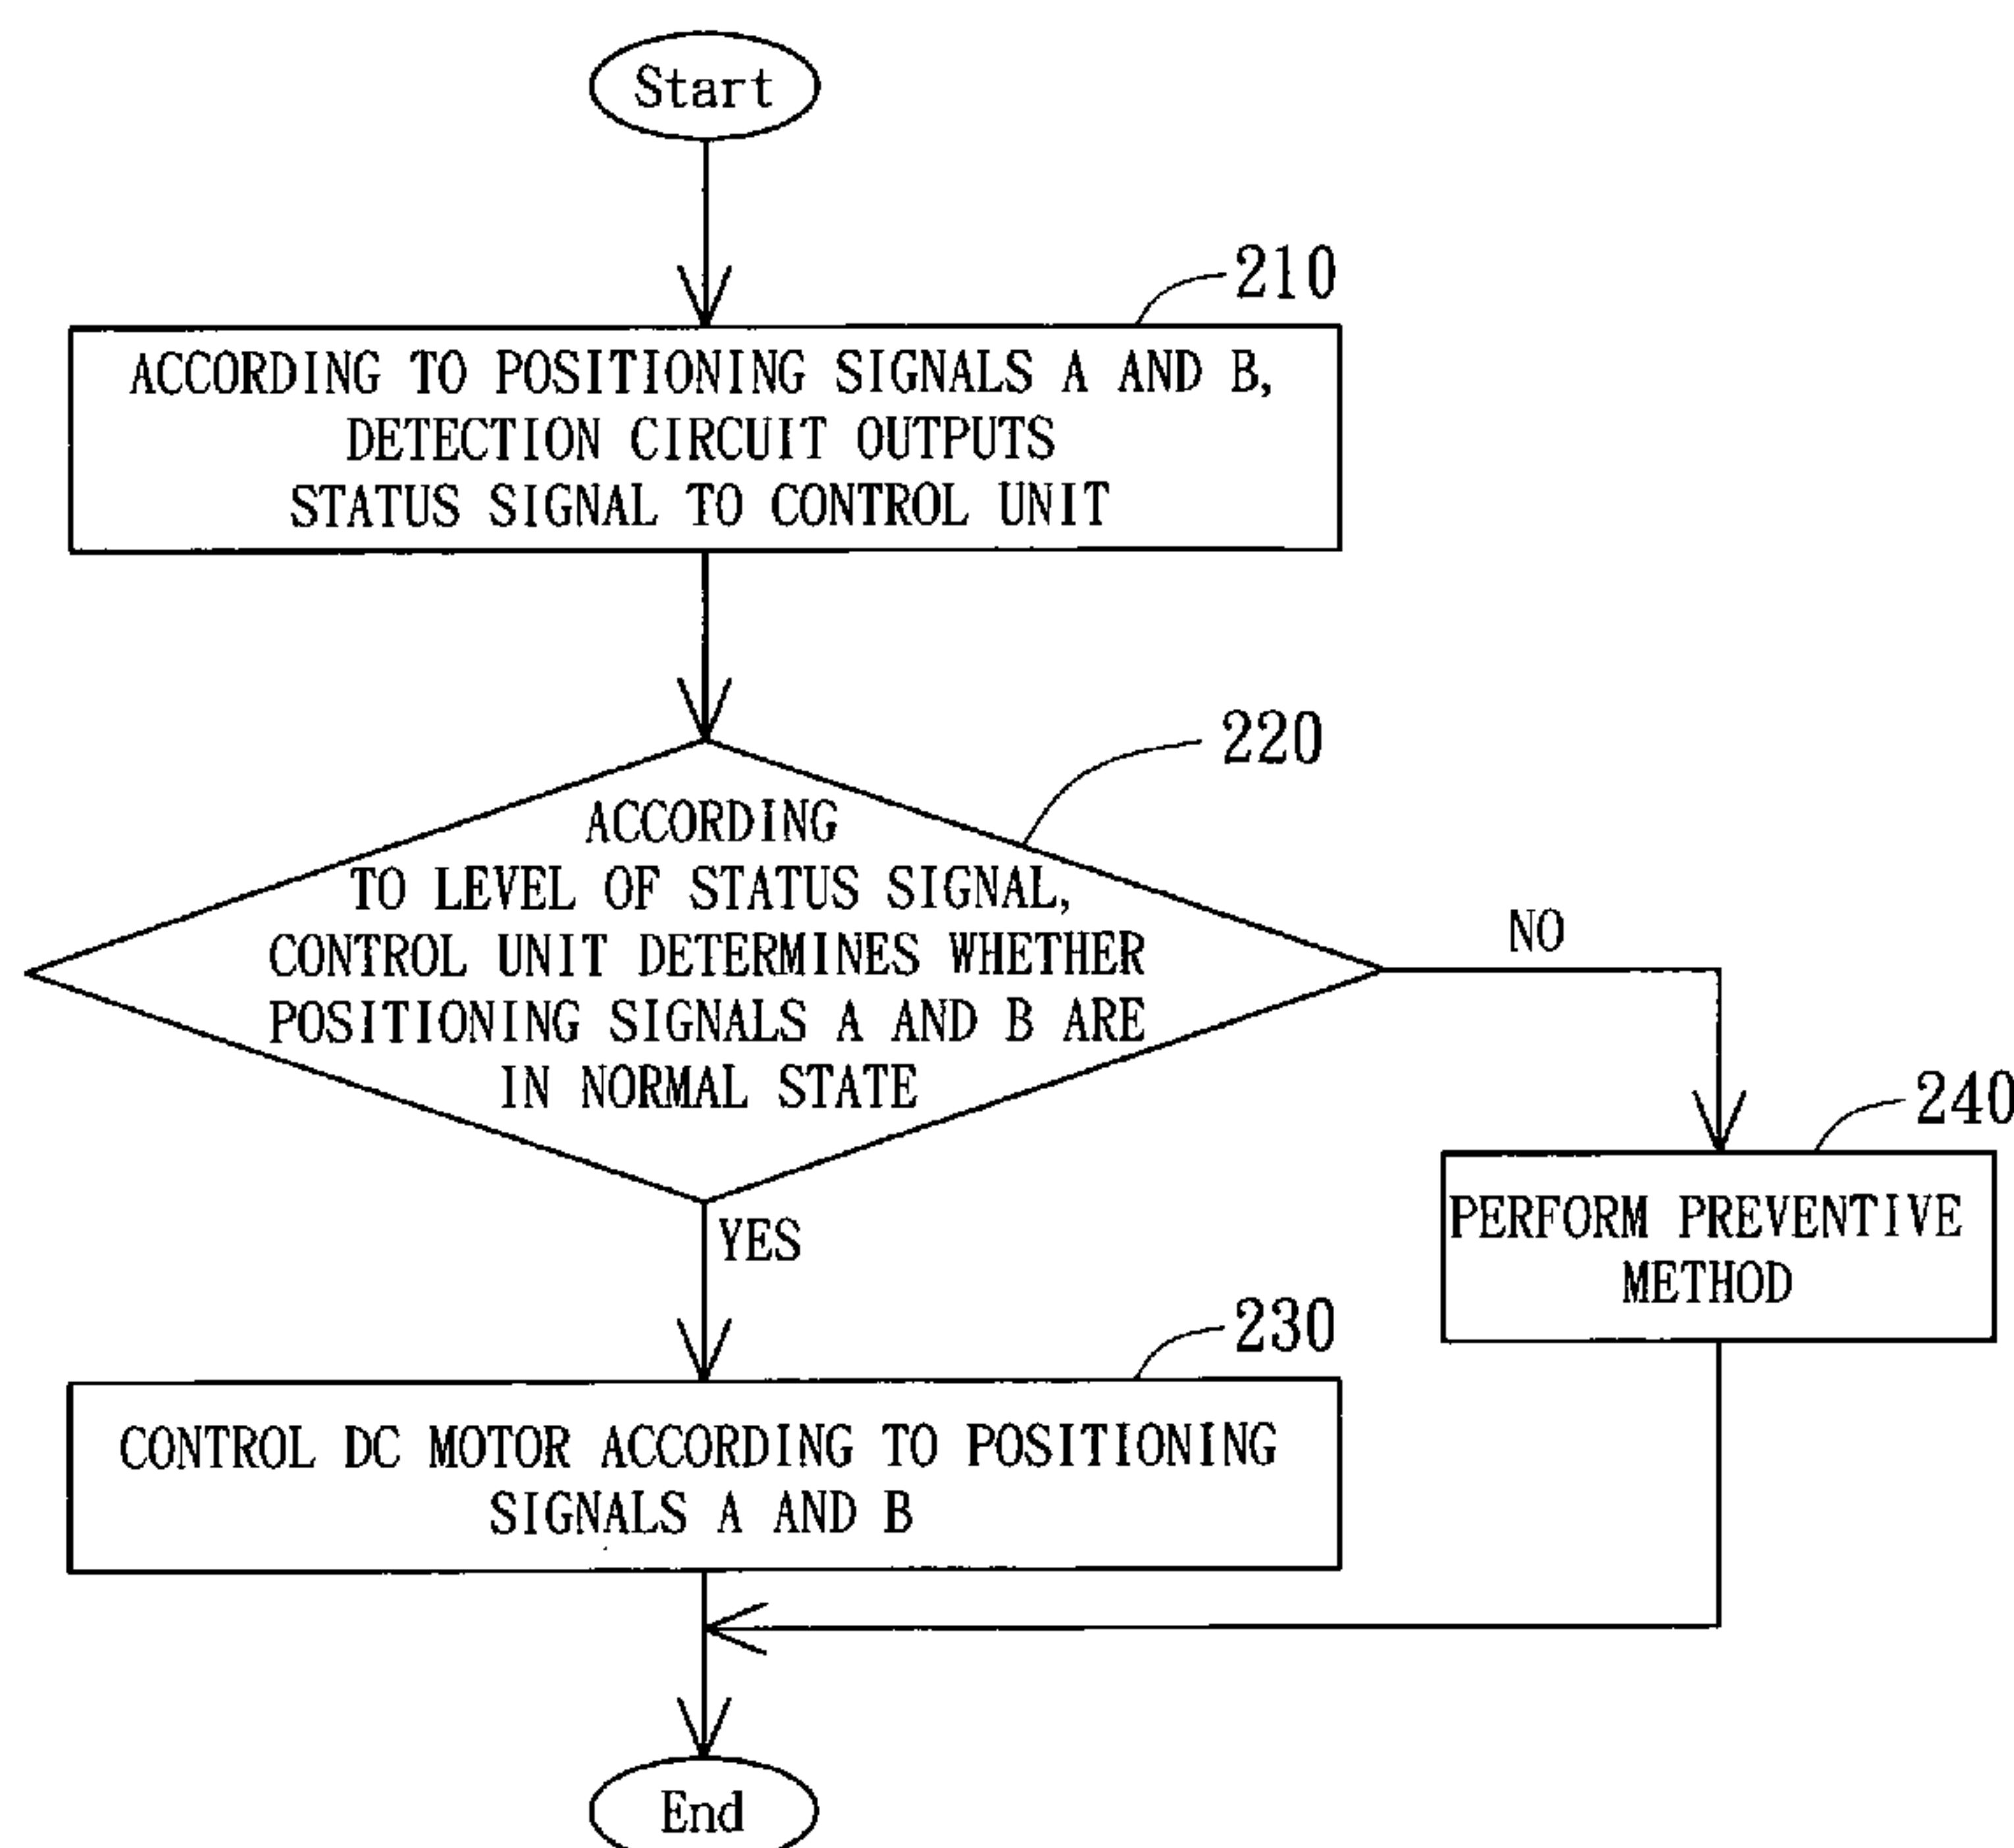 Start
210
ACCORDING TO POSITIONING SIGNALS A AND B,
DETECTION CIRCUIT OUTPUTS
STATUS SIGNAL TO CONTROL UNIT
220
ACCORDING
TO LEVEL OF STATUS SIGNAL,
CONTROL UNIT DETERMINES WHETHER
POSITIONING SIGNALS A AND B ARE
IN NORMAL STATE
NO
240
PERFORM PREVENTIVE
METHOD
YES
230
CONTROL DC MOTOR ACCORDING TO POSITIONING
SIGNALS A AND B
End